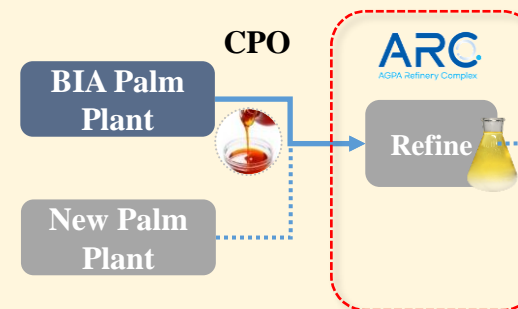 CPO
ARC
AGPA Refinery Complex
BIA Palm
Plant
Refine
New Palm
Plant